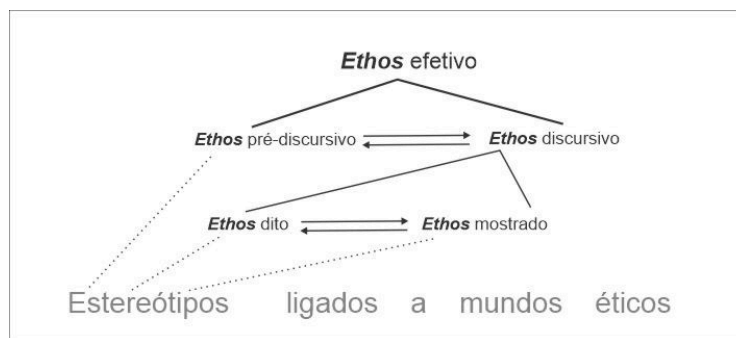 Ethos efetivo
Ethos pré-discursivo Ethos discursivo
Ethos dito Ethos mostrado
Estereótipos ligados a mundos éticos